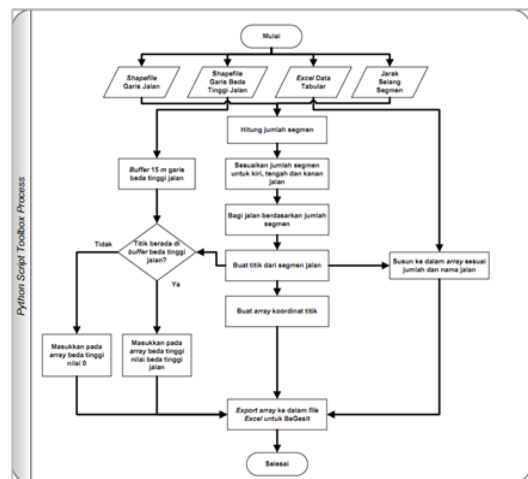 Python Script Toolbox Process
Mulai
Shapefile
Garis Jalan
Shapefile
Garis Beda
Tinggi Jalan
Excel Data
Tabular
Jarak
Selang
Segmen
Hitung jumlah segmen
Buffer 15 m garis
beda tinggi jalan
Sesuaikan jumlah segmen
untuk kiri, tengah dan kanan
jalan
Bagi jalan berdasarkan jumlah
segmen
Tidak
Titik berada di
buffer beda tinggi
jalan?
Ya
Buat titik dari segmen jalan
Susun ke dalam array sesuai
jumlah dan nama jalan
Buat array koordinat titik
Masukkan pada
array beda tinggi
nilai 0
Masukkan pada
array beda tinggi
nilai beda tinggi
jalan
Export array ke dalam file
Excel untuk BeGesit
Selesai